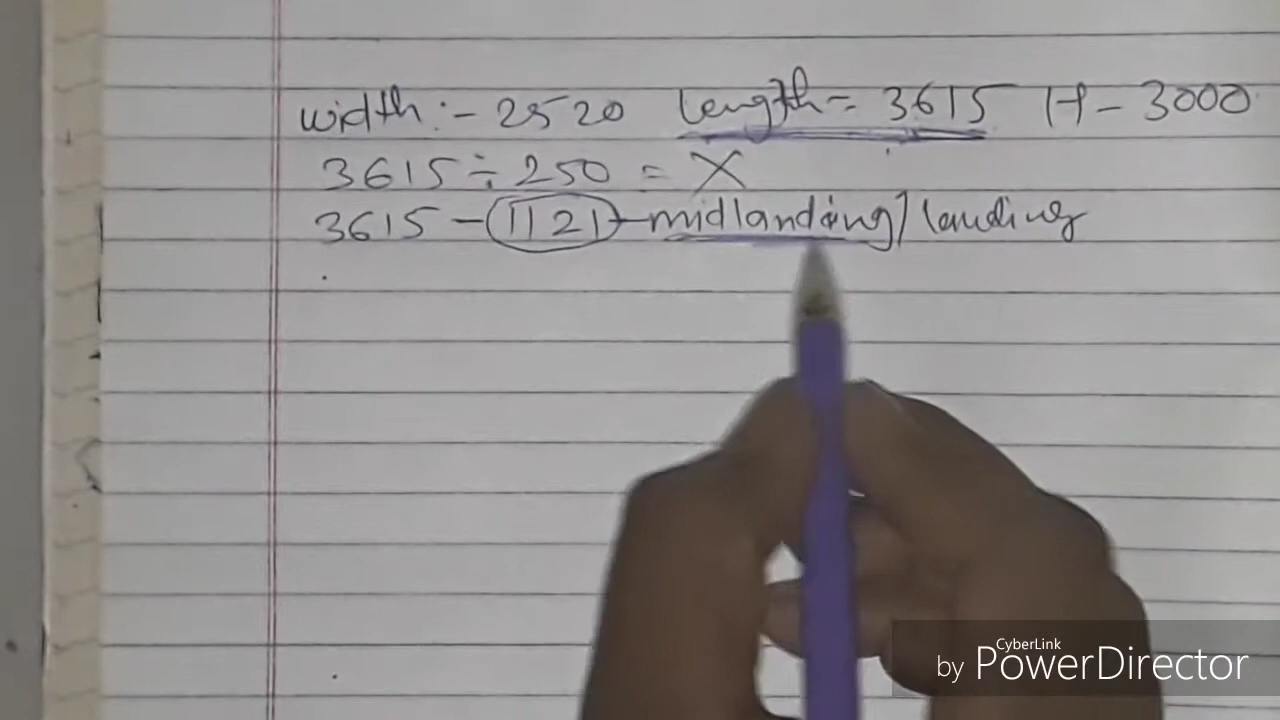 width :- 2520 length = 3615 H - 3000
3615 ÷ 250 = X
3615 - 1121 - midlanding / landing
CyberLink
by PowerDirector